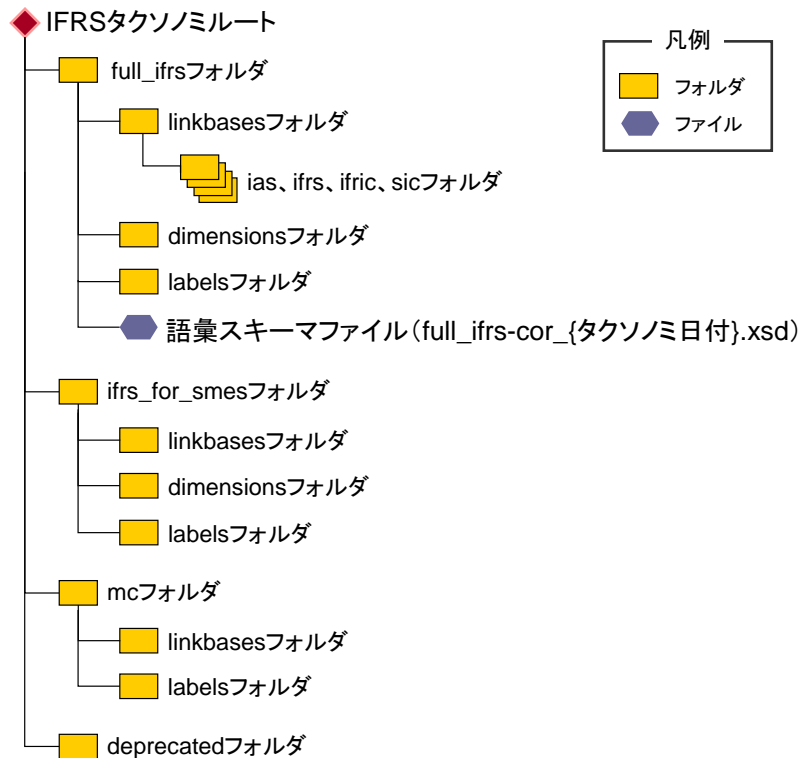 IFRSタクソノミルート
凡例
フォルダ
ファイル
full_ifrsフォルダ
linkbasesフォルダ
ias、ifrs、ifric、sicフォルダ
dimensionsフォルダ
labelsフォルダ
語彙スキーマファイル（full_ifrs-cor_{タクソノミ日付}.xsd）
ifrs_for_smesフォルダ
linkbasesフォルダ
dimensionsフォルダ
labelsフォルダ
mcフォルダ
linkbasesフォルダ
labelsフォルダ
deprecatedフォルダ